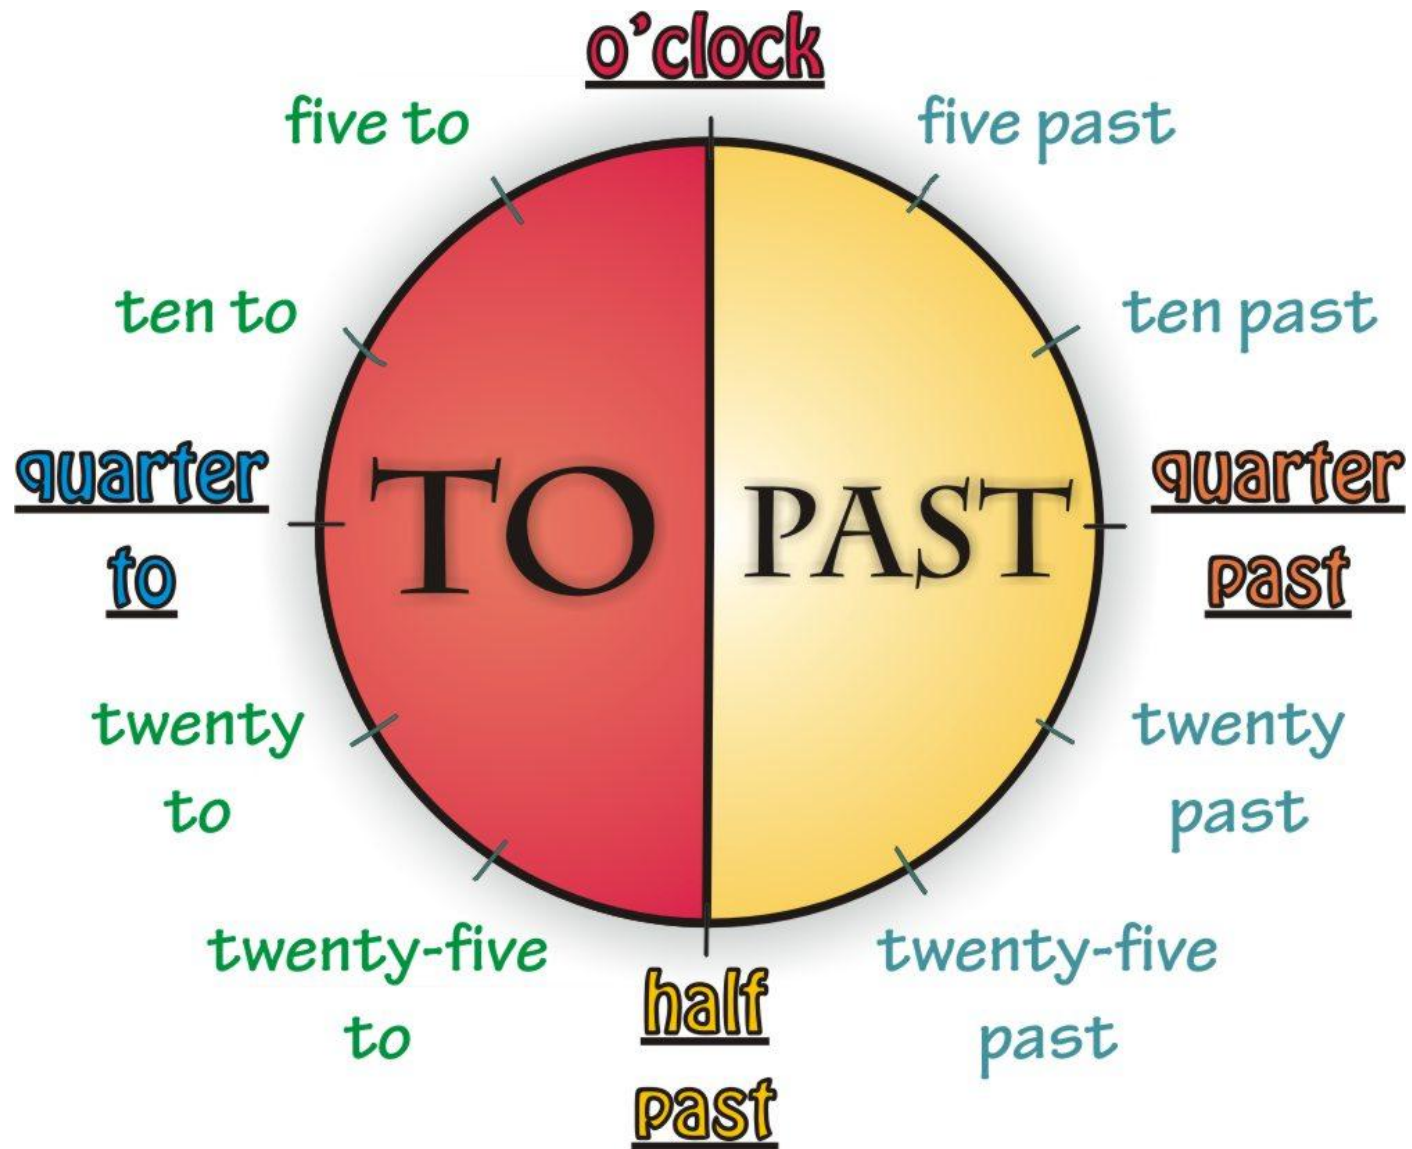 o'clock
five to
five past
ten to
ten past
quarter
to
TO
PAST
quarter
past
twenty
to
twenty
past
twenty-five
to
half
past
twenty-five
past